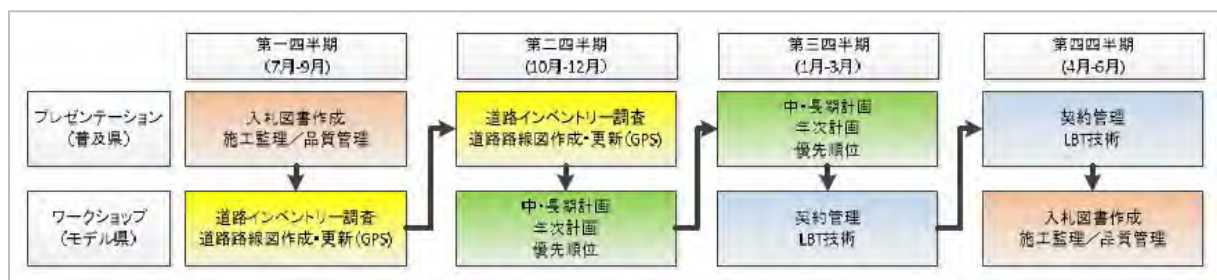 第一四半期
(7月-9月)
第二四半期
(10月-12月)
第三四半期
(1月-3月)
第四四半期
(4月-6月)
プレゼンテーション
(普及県)
入札図書作成
施工監理/品質管理
道路インベントリー調査
道路路線図作成・更新(GPS)
中・長期計画
年次計画
優先順位
契約管理
LBT技術
ワークショップ
(モデル県)
道路インベントリー調査
道路路線図作成・更新(GPS)
中・長期計画
年次計画
優先順位
契約管理
LBT技術
入札図書作成
施工監理/品質管理